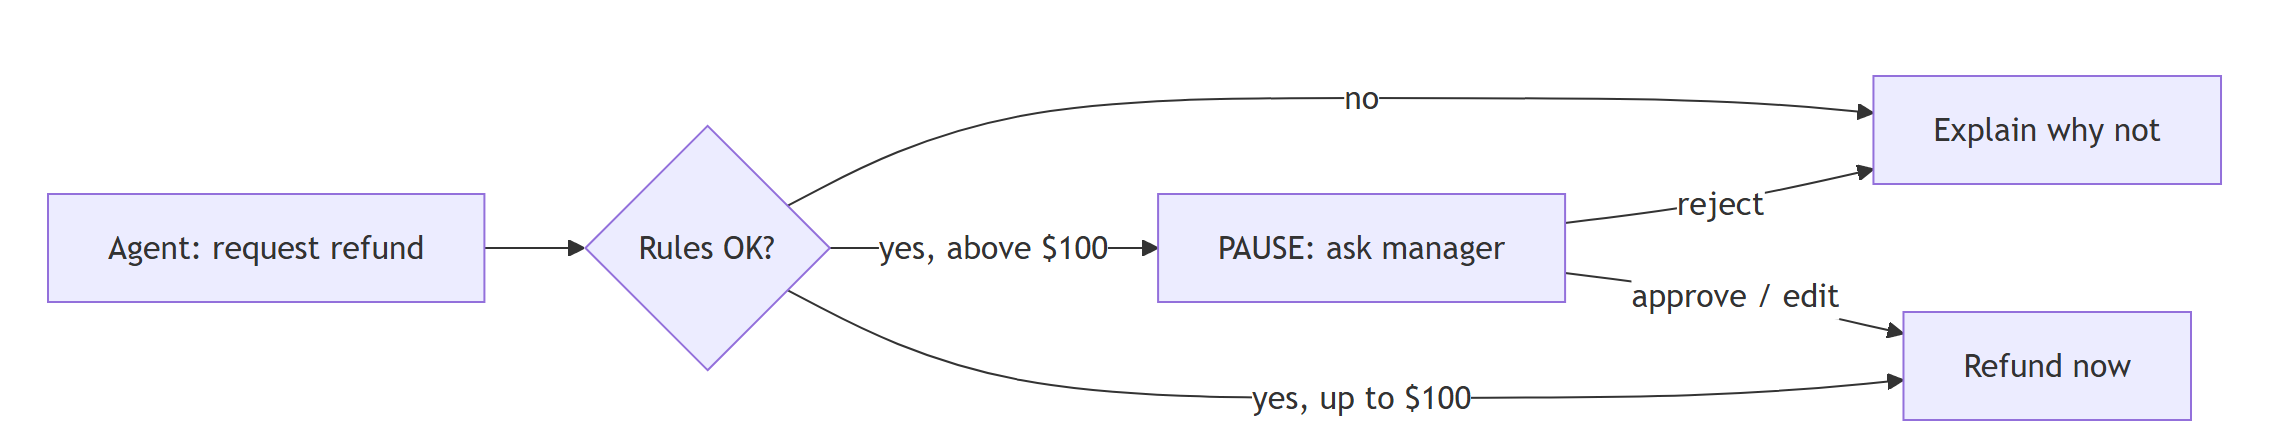 Agent: request refund
Rules OK?
no
yes, above $100
yes, up to $100
PAUSE: ask manager
reject
approve / edit
Explain why not
Refund now